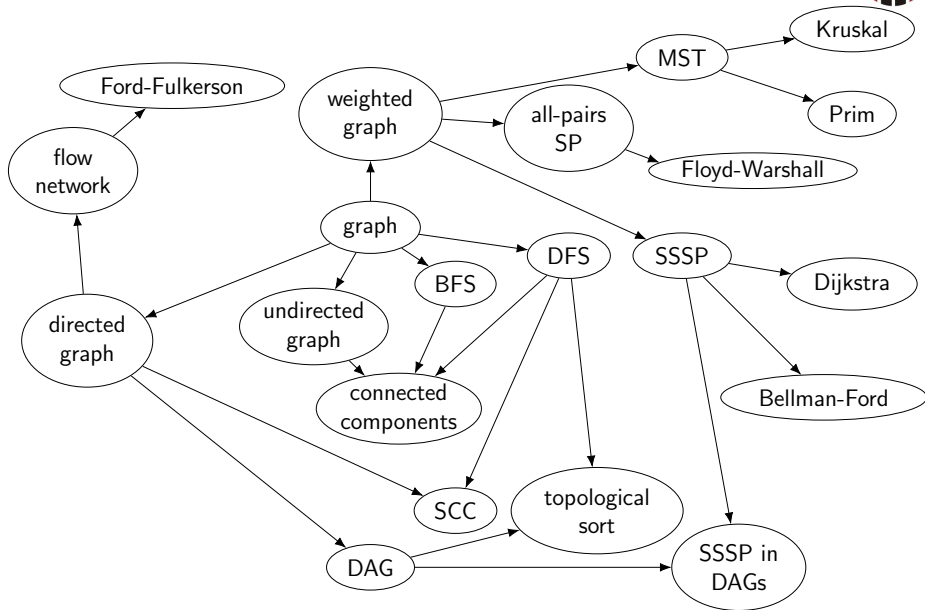 Kruskal
MST
Ford-Fulkerson
weighted
graph
all-pairs
SP
Prim
flow
network
Floyd-Warshall
graph
DFS
SSSP
BFS
Dijkstra
undirected
graph
directed
graph
connected
components
Bellman-Ford
SCC
topological
sort
DAG
SSSP in
DAGs